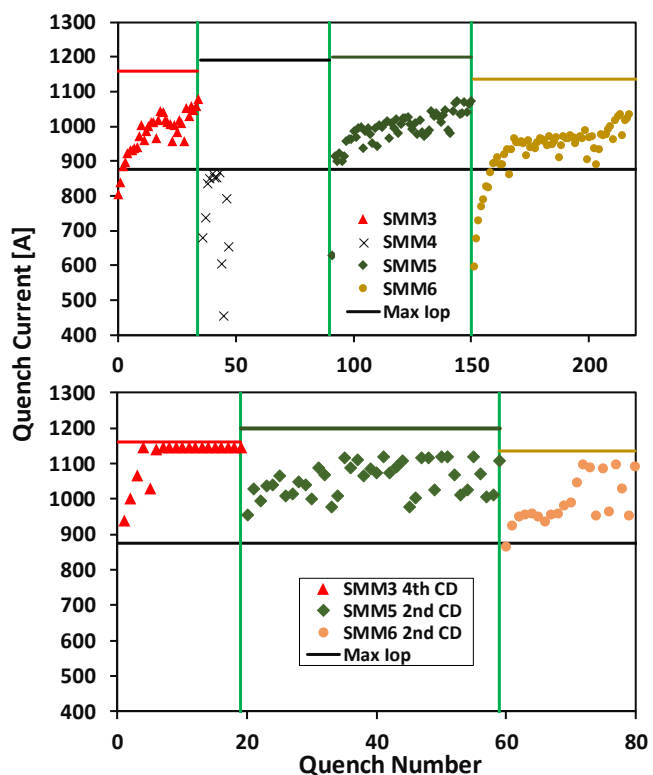 1300
1200
1100
1000
900
800
700
600
500
400
0
50
100
150
200
SMM3
SMM4
SMM5
SMM6
Max Iop
Quench Current [A]
1300
1200
1100
1000
900
800
700
600
500
400
0
20
40
60
80
SMM3 4th CD
SMM5 2nd CD
SMM6 2nd CD
Max Iop
Quench Number